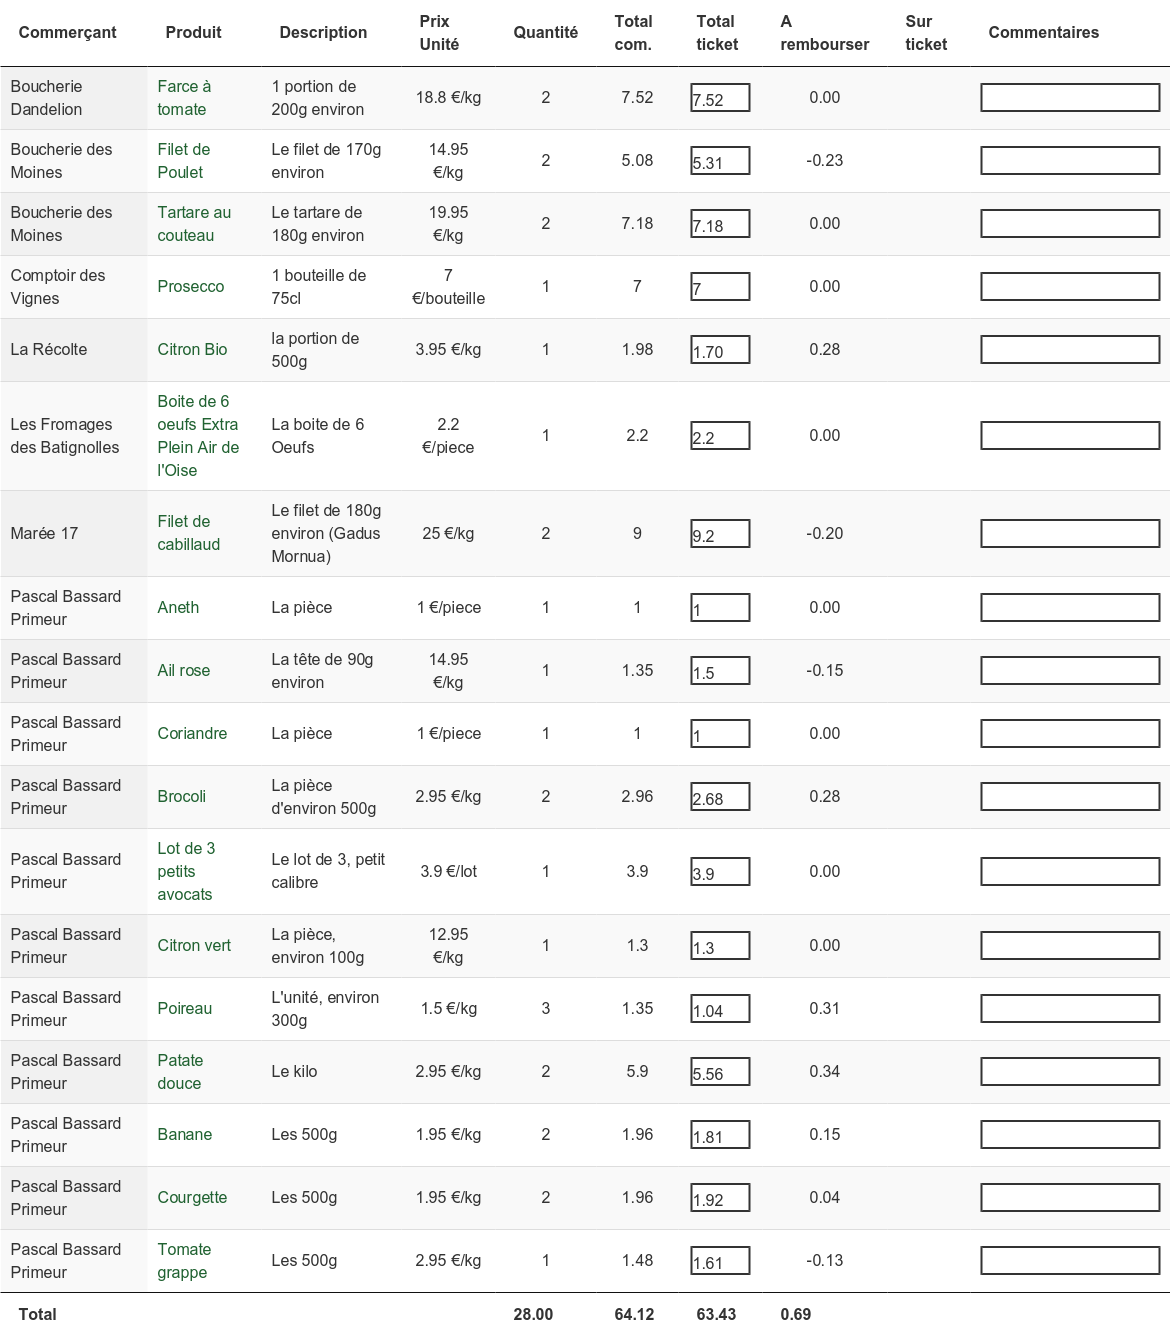 Commerçant Produit Description Prix Unité Quantité Total com. Total ticket A rembourser Sur ticket Commentaires
Boucherie Dandelion Farce à tomate 1 portion de 200g environ 18.8 €/kg 2 7.52 7.52 0.00
Boucherie des Moines Filet de Poulet Le filet de 170g environ 14.95 €/kg 2 5.08 5.31 -0.23
Boucherie des Moines Tartare au couteau Le tartare de 180g environ 19.95 €/kg 2 7.18 7.18 0.00
Comptoir des Vignes Prosecco 1 bouteille de 75cl 7 €/bouteille 1 7 7 0.00
La Récolte Citron Bio la portion de 500g 3.95 €/kg 1 1.98 1.70 0.28
Les Fromages des Batignolles Boite de 6 oeufs Extra Plein Air de l'Oise La boite de 6 Oeufs 2.2 €/piece 1 2.2 2.2 0.00
Marée 17 Filet de cabillaud Le filet de 180g environ (Gadus Mornua) 25 €/kg 2 9 9.2 -0.20
Pascal Bassard Primeur Aneth La pièce 1 €/piece 1 1 1 0.00
Pascal Bassard Primeur Ail rose La tête de 90g environ 14.95 €/kg 1 1.35 1.5 -0.15
Pascal Bassard Primeur Coriandre La pièce 1 €/piece 1 1 1 0.00
Pascal Bassard Primeur Brocoli La pièce d'environ 500g 2.95 €/kg 2 2.96 2.68 0.28
Pascal Bassard Primeur Lot de 3 petits avocats Le lot de 3, petit calibre 3.9 €/lot 1 3.9 3.9 0.00
Pascal Bassard Primeur Citron vert La pièce, environ 100g 12.95 €/kg 1 1.3 1.3 0.00
Pascal Bassard Primeur Poireau L'unité, environ 300g 1.5 €/kg 3 1.35 1.04 0.31
Pascal Bassard Primeur Patate douce Le kilo 2.95 €/kg 2 5.9 5.56 0.34
Pascal Bassard Primeur Banane Les 500g 1.95 €/kg 2 1.96 1.81 0.15
Pascal Bassard Primeur Courgette Les 500g 1.95 €/kg 2 1.96 1.92 0.04
Pascal Bassard Primeur Tomate grappe Les 500g 2.95 €/kg 1 1.48 1.61 -0.13
Total 28.00 64.12 63.43 0.69